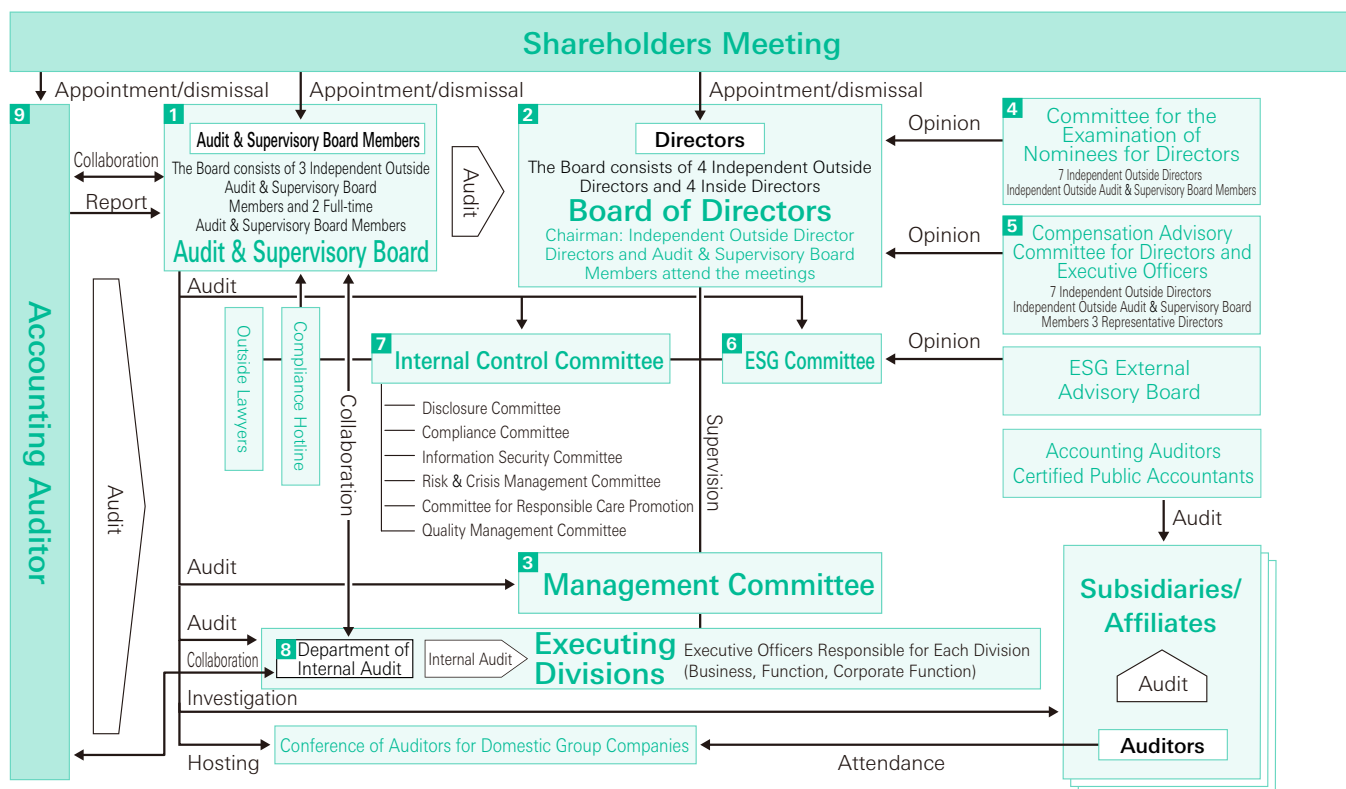 Shareholders Meeting
Appointment/dismissal
Appointment/dismissal
Appointment/dismissal
9
Accounting Auditor
Collaboration
Report
1
Audit & Supervisory Board Members
The Board consists of 3 Independent Outside
Audit & Supervisory Board
Members and 2 Full-time
Audit & Supervisory Board Members
Audit & Supervisory Board
Audit
2
Directors
The Board consists of 4 Independent Outside
Directors and 4 Inside Directors
Board of Directors
Chairman: Independent Outside Director
Directors and Audit & Supervisory Board
Members attend the meetings
Opinion
4
Committee for the
Examination of
Nominees for Directors
7 Independent Outside Directors
Independent Outside Audit & Supervisory Board Members
Opinion
5
Compensation Advisory
Committee for Directors and
Executive Officers
7 Independent Outside Directors
Independent Outside Audit & Supervisory Board
Members 3 Representative Directors
Audit
Audit
Outside Lawyers
Compliance Hotline
Collaboration
7
Internal Control Committee
6
ESG Committee
Opinion
ESG External
Advisory Board
Disclosure Committee
Compliance Committee
Information Security Committee
Risk & Crisis Management Committee
Committee for Responsible Care Promotion
Quality Management Committee
Supervision
Accounting Auditors
Certified Public Accountants
Audit
Audit
3
Management Committee
Subsidiaries/
Affiliates
Audit
Auditors
Audit
Collaboration
8
Department of
Internal Audit
Internal Audit
Executing
Divisions
Executive Officers Responsible for Each Division
(Business, Function, Corporate Function)
Investigation
Hosting
Conference of Auditors for Domestic Group Companies
Attendance